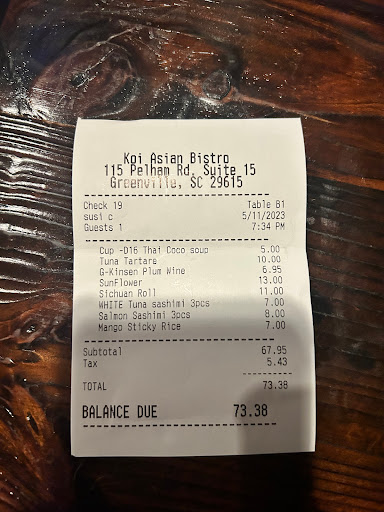 Koi Asian Bistro
115 Pelham Rd. Suite 15
Greenville, SC 29615
Check 19 Table B1
susi c 5/11/2023
Guests 1 7:34 PM
Cup -D16 Thai Coco soup 5.00
Tuna Tartare 10.00
G-Kinsen Plum Wine 6.95
SunFlower 13.00
Sichuan Roll 11.00
WHITE Tuna sashimi 3pcs 7.00
Salmon Sashimi 3pcs 8.00
Mango Sticky Rice 7.00
Subtotal 67.95
Tax 5.43
TOTAL 73.38
BALANCE DUE 73.38